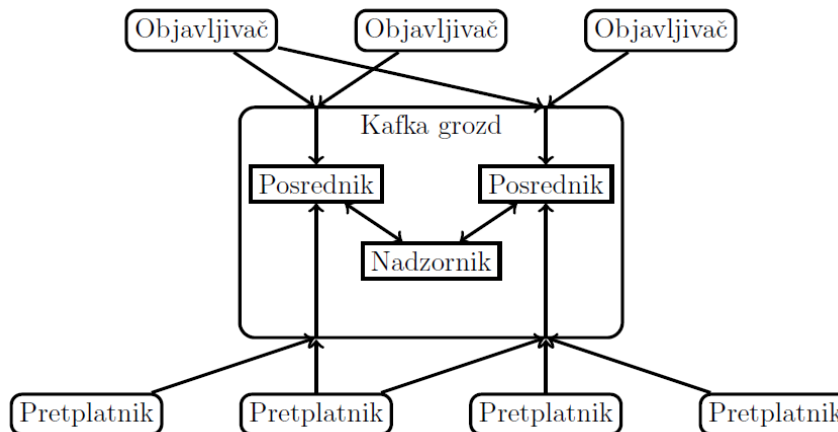 Objavljivač
Objavljivač
Objavljivač
Kafka grozd
Posrednik
Posrednik
Nadzornik
Pretplatnik
Pretplatnik
Pretplatnik
Pretplatnik